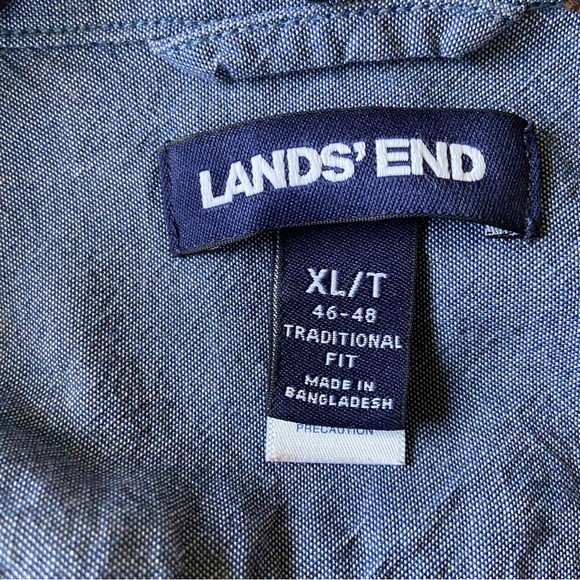 LANDS' END
XL/T
46-48
TRADITIONAL
FIT
MADE IN
BANGLADESH
PRECAUTION